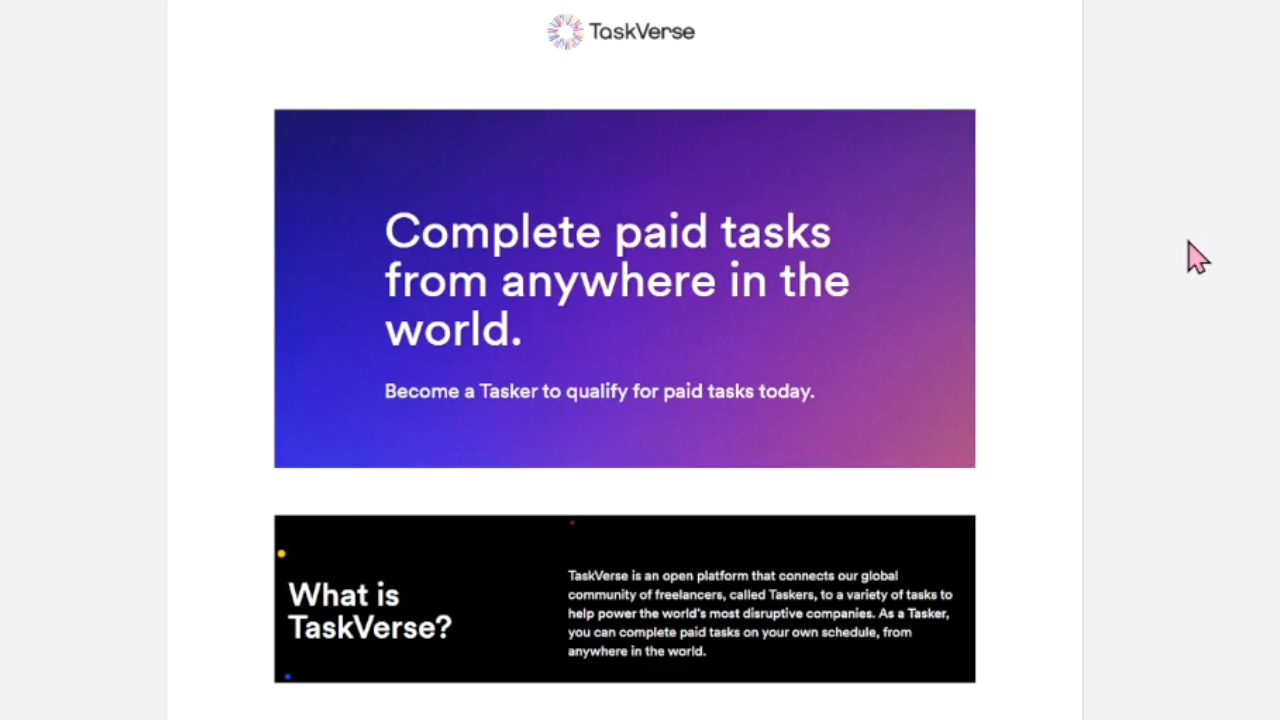 TaskVerse
Complete paid tasks
from anywhere in the
world.
Become a Tasker to qualify for paid tasks today.
What is
TaskVerse?
TaskVerse is an open platform that connects our global
community of freelancers, called Taskers, to a variety of tasks to
help power the world's most disruptive companies. As a Tasker,
you can complete paid tasks on your own schedule, from
anywhere in the world.